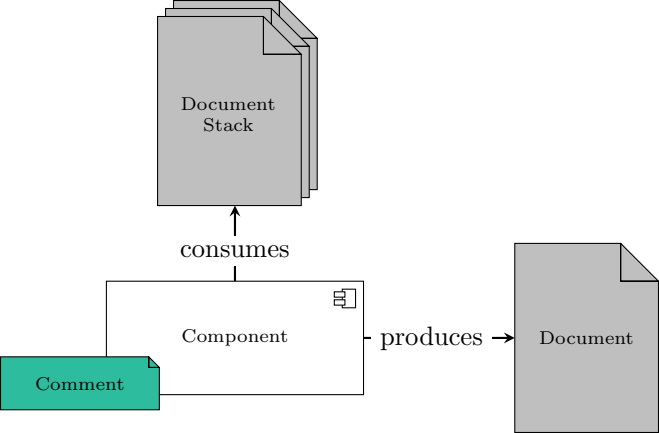 Document
Stack
consumes
Component
produces
Document
Comment